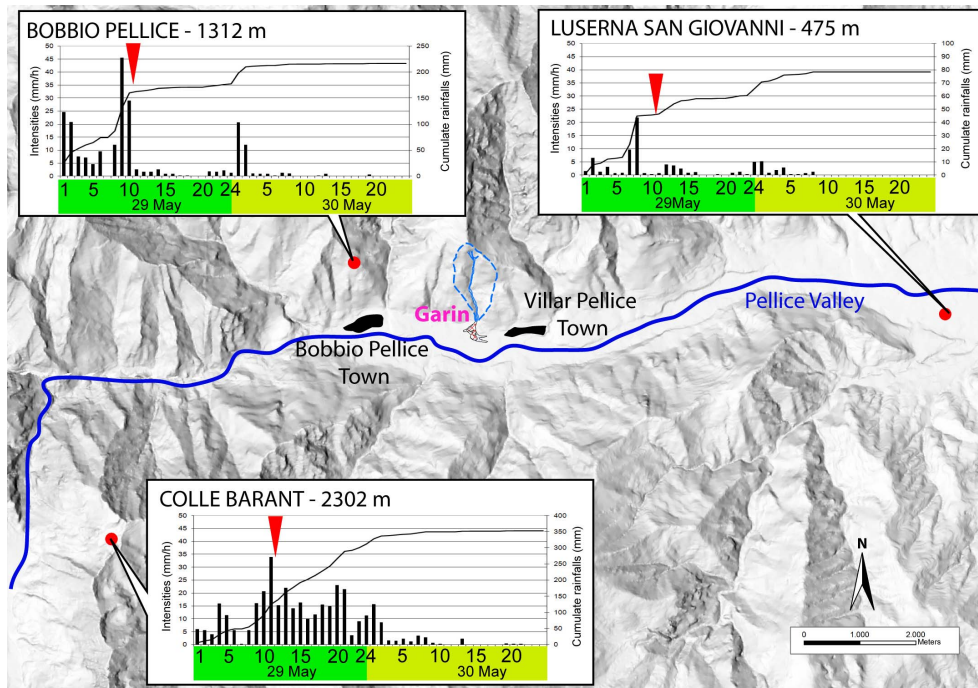 BOBBIO PELLICE - 1312 m
Intensities (mm/h)
50
45
40
35
30
25
20
15
10
5
0
250
200
150
100
50
0
Cumulate rainfalls (mm)
1 5 10 15 20 24 5 10 15 20
29 May 30 May
LUSERNA SAN GIOVANNI - 475 m
Intensities (mm/h)
50
45
40
35
30
25
20
15
10
5
0
100
90
80
70
60
50
40
30
20
10
0
Cumulate rainfalls (mm)
1 5 10 15 20 24 5 10 15 20
29May 30 May
Garin
Villar Pellice
Town
Pellice Valley
Bobbio Pellice
Town
COLLE BARANT - 2302 m
Intensities (mm/h)
50
45
40
35
30
25
20
15
10
5
0
400
350
300
250
200
150
100
50
0
Cumulate rainfalls (mm)
1 5 10 15 20 24 5 10 15 20
29 May 30 May
N
0 1.000 2.000
Meters